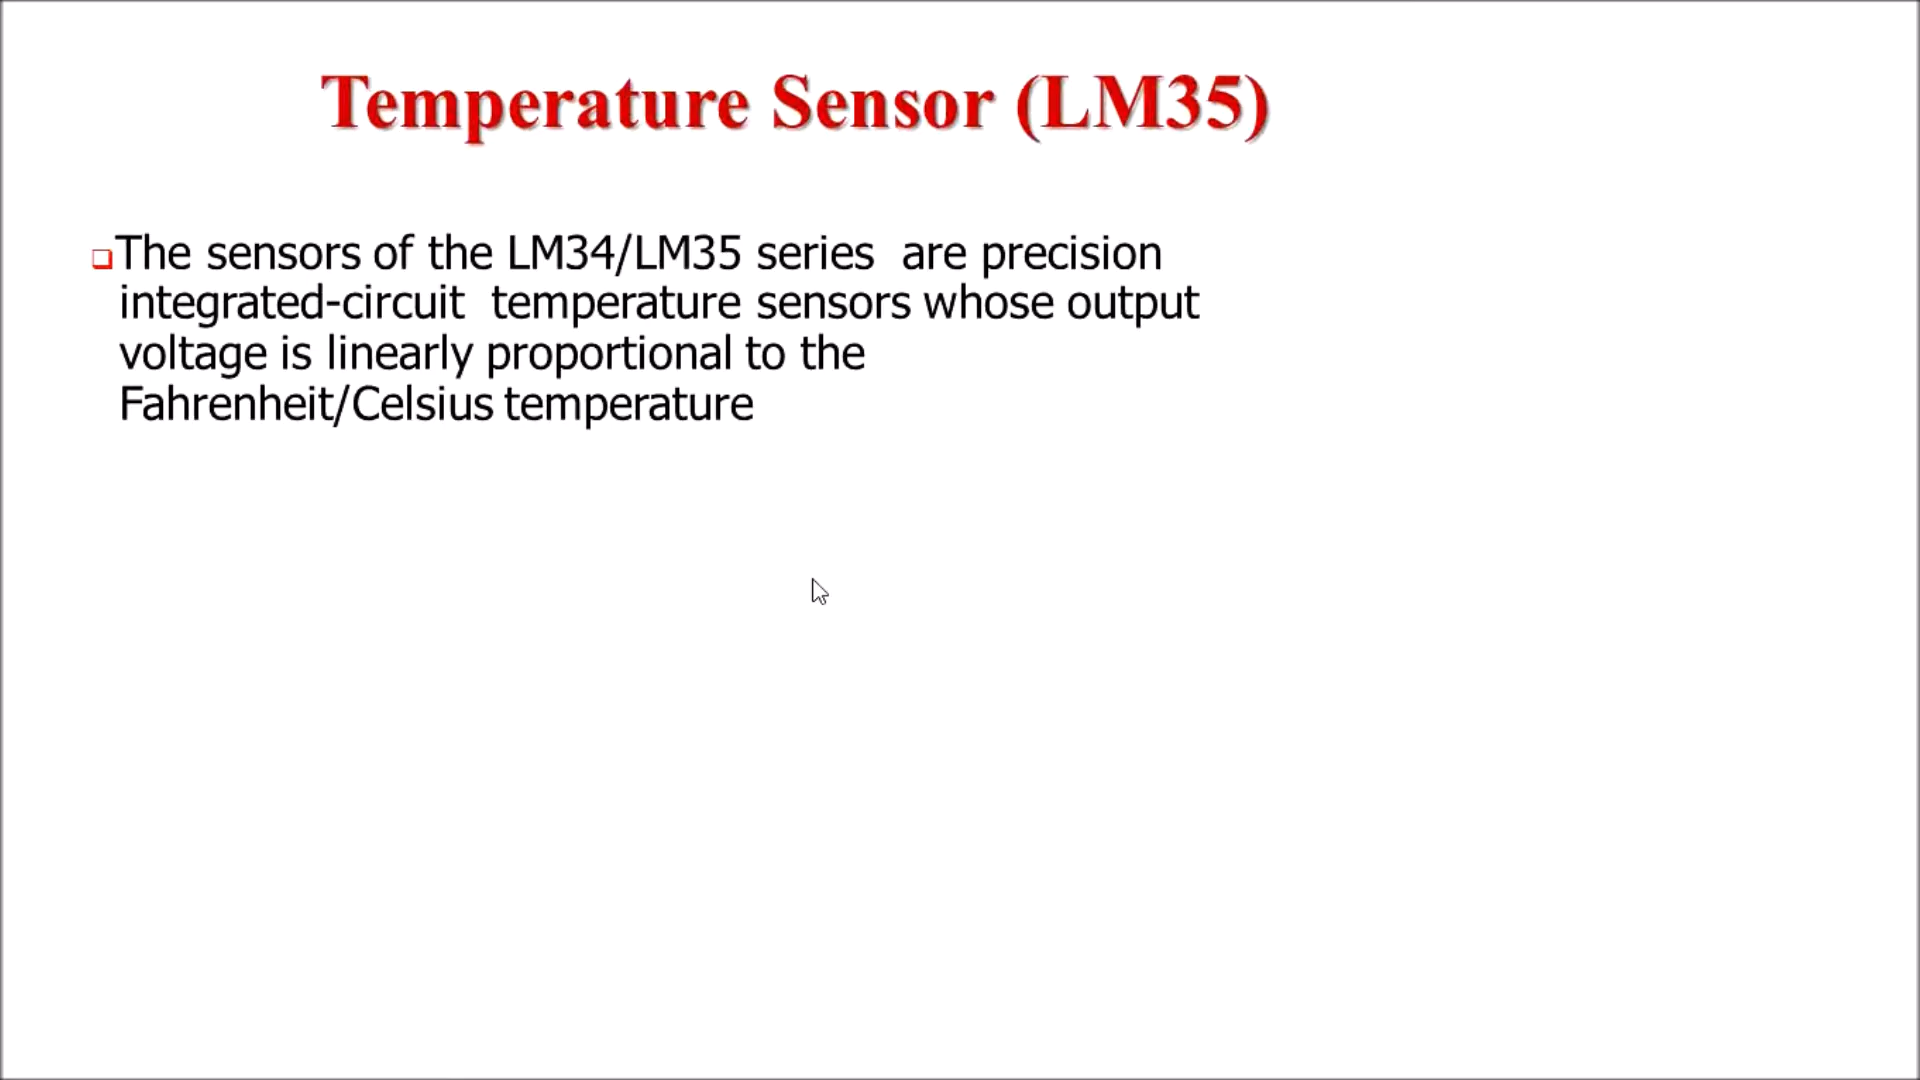 Temperature Sensor (LM35)
❑The sensors of the LM34/LM35 series are precision
integrated-circuit temperature sensors whose output
voltage is linearly proportional to the
Fahrenheit/Celsius temperature